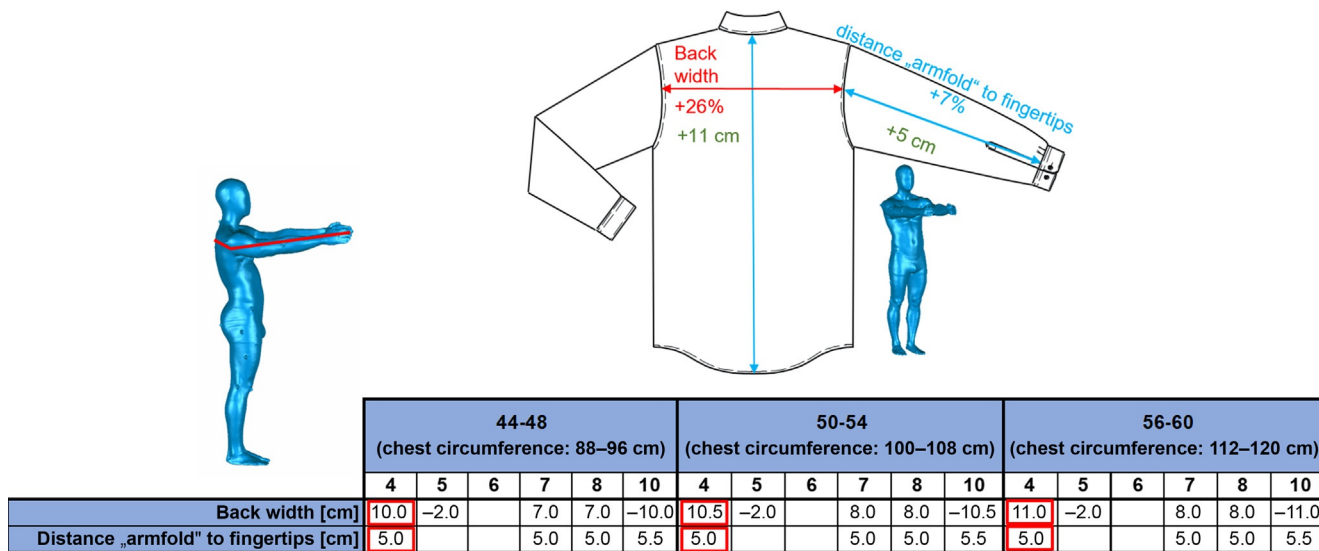 Back
width
+26%
+11 cm
distance „armfold" to fingertips
+7%
+5 cm
44-48 50-54 56-60
(chest circumference: 88–96 cm) (chest circumference: 100–108 cm) (chest circumference: 112–120 cm)
4 5 6 7 8 10 4 5 6 7 8 10 4 5 6 7 8 10
Back width [cm] 10.0 –2.0 7.0 7.0 –10.0 10.5 –2.0 8.0 8.0 –10.5 11.0 –2.0 8.0 8.0 –11.0
Distance „armfold" to fingertips [cm] 5.0 5.0 5.0 5.5 5.0 5.0 5.0 5.5 5.0 5.0 5.0 5.5